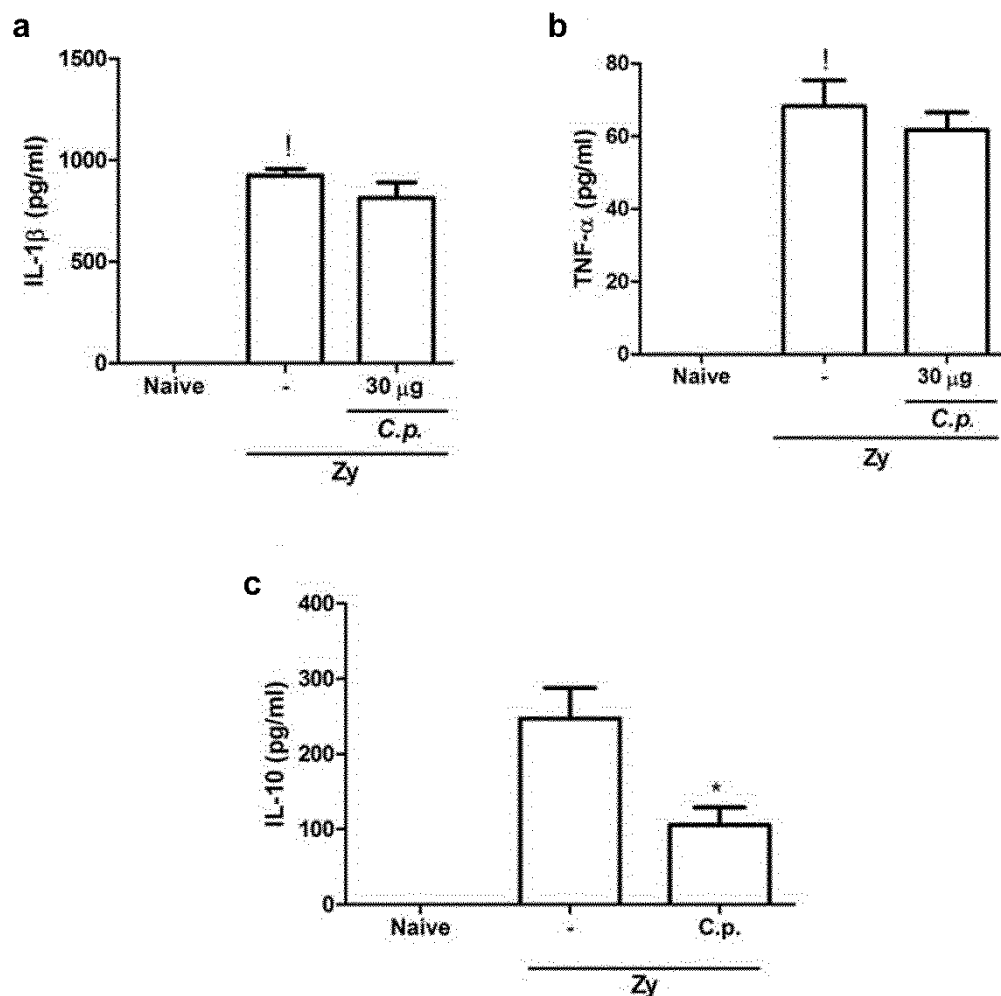 a
1500
1000
500
0
IL-1β (pg/ml)
!
Naive - 30 μg
C.p.
Zy
b
80
60
40
20
0
TNF-α (pg/ml)
!
Naive - 30 μg
C.p.
Zy
c
400
300
200
100
0
IL-10 (pg/ml)
*
Naive - C.p.
Zy